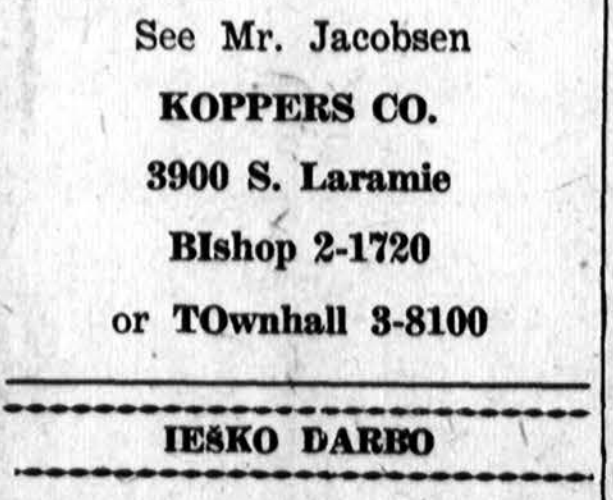 See Mr. Jacobsen
KOPPERS CO.
3900 S. Laramie
BIshop 2-1720
or TOwnhall 3-8100
IEŠKO DARBO